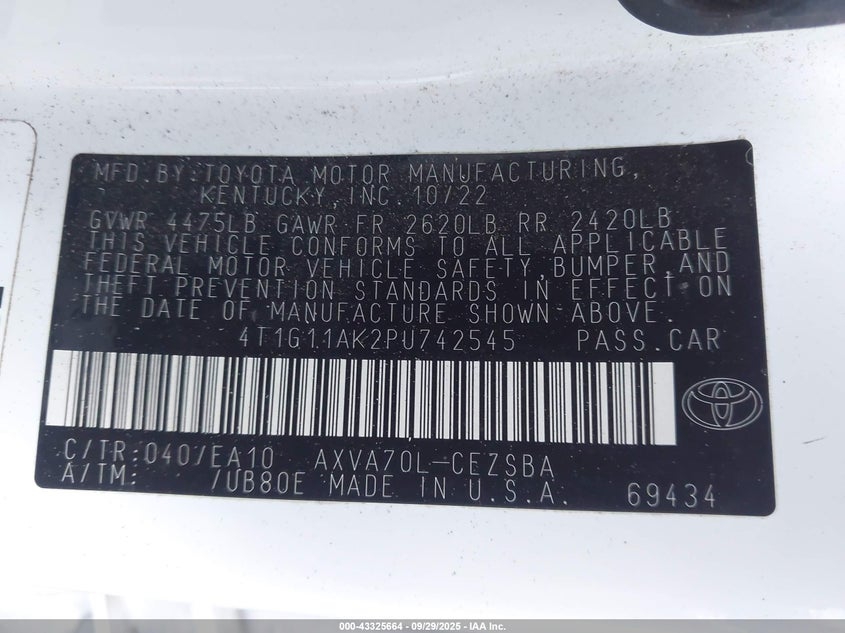 MFD.BY:TOYOTA MOTOR MANUFACTURING,
KENTUCKY,INC.10/22
GVWR 4475LB GAWR FR 2620LB RR 2420LB
THIS VEHICLE CONFORMS TO ALL APPLICABLE
FEDERAL MOTOR VEHICLE SAFETY,BUMPER,AND
THEFT PREVENTION STANDARDS IN EFFECT ON
THE DATE OF MANUFACTURE SHOWN ABOVE.
4T1G11AK2PU742545 PASS.CAR
C/TR:040/EA10 AXVA70L-CEZSBA
A/TM: /UB80E MADE IN U.S.A. 69434
000-43325664 - 09/29/2025 - IAA Inc.